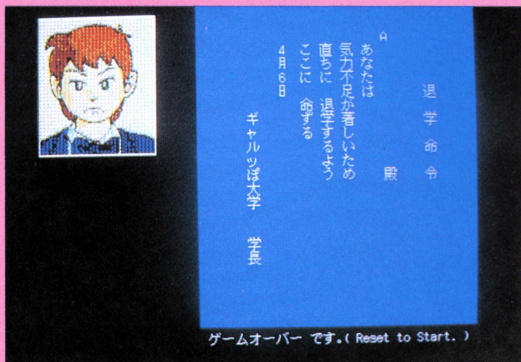 退学命令
A　殿
あなたは
気力不足が著しいため
直ちに　退学するよう
ここに　命ずる
4月6日
ギャルッぽ大学　学長
ゲームオーバー です。( Reset to Start. )